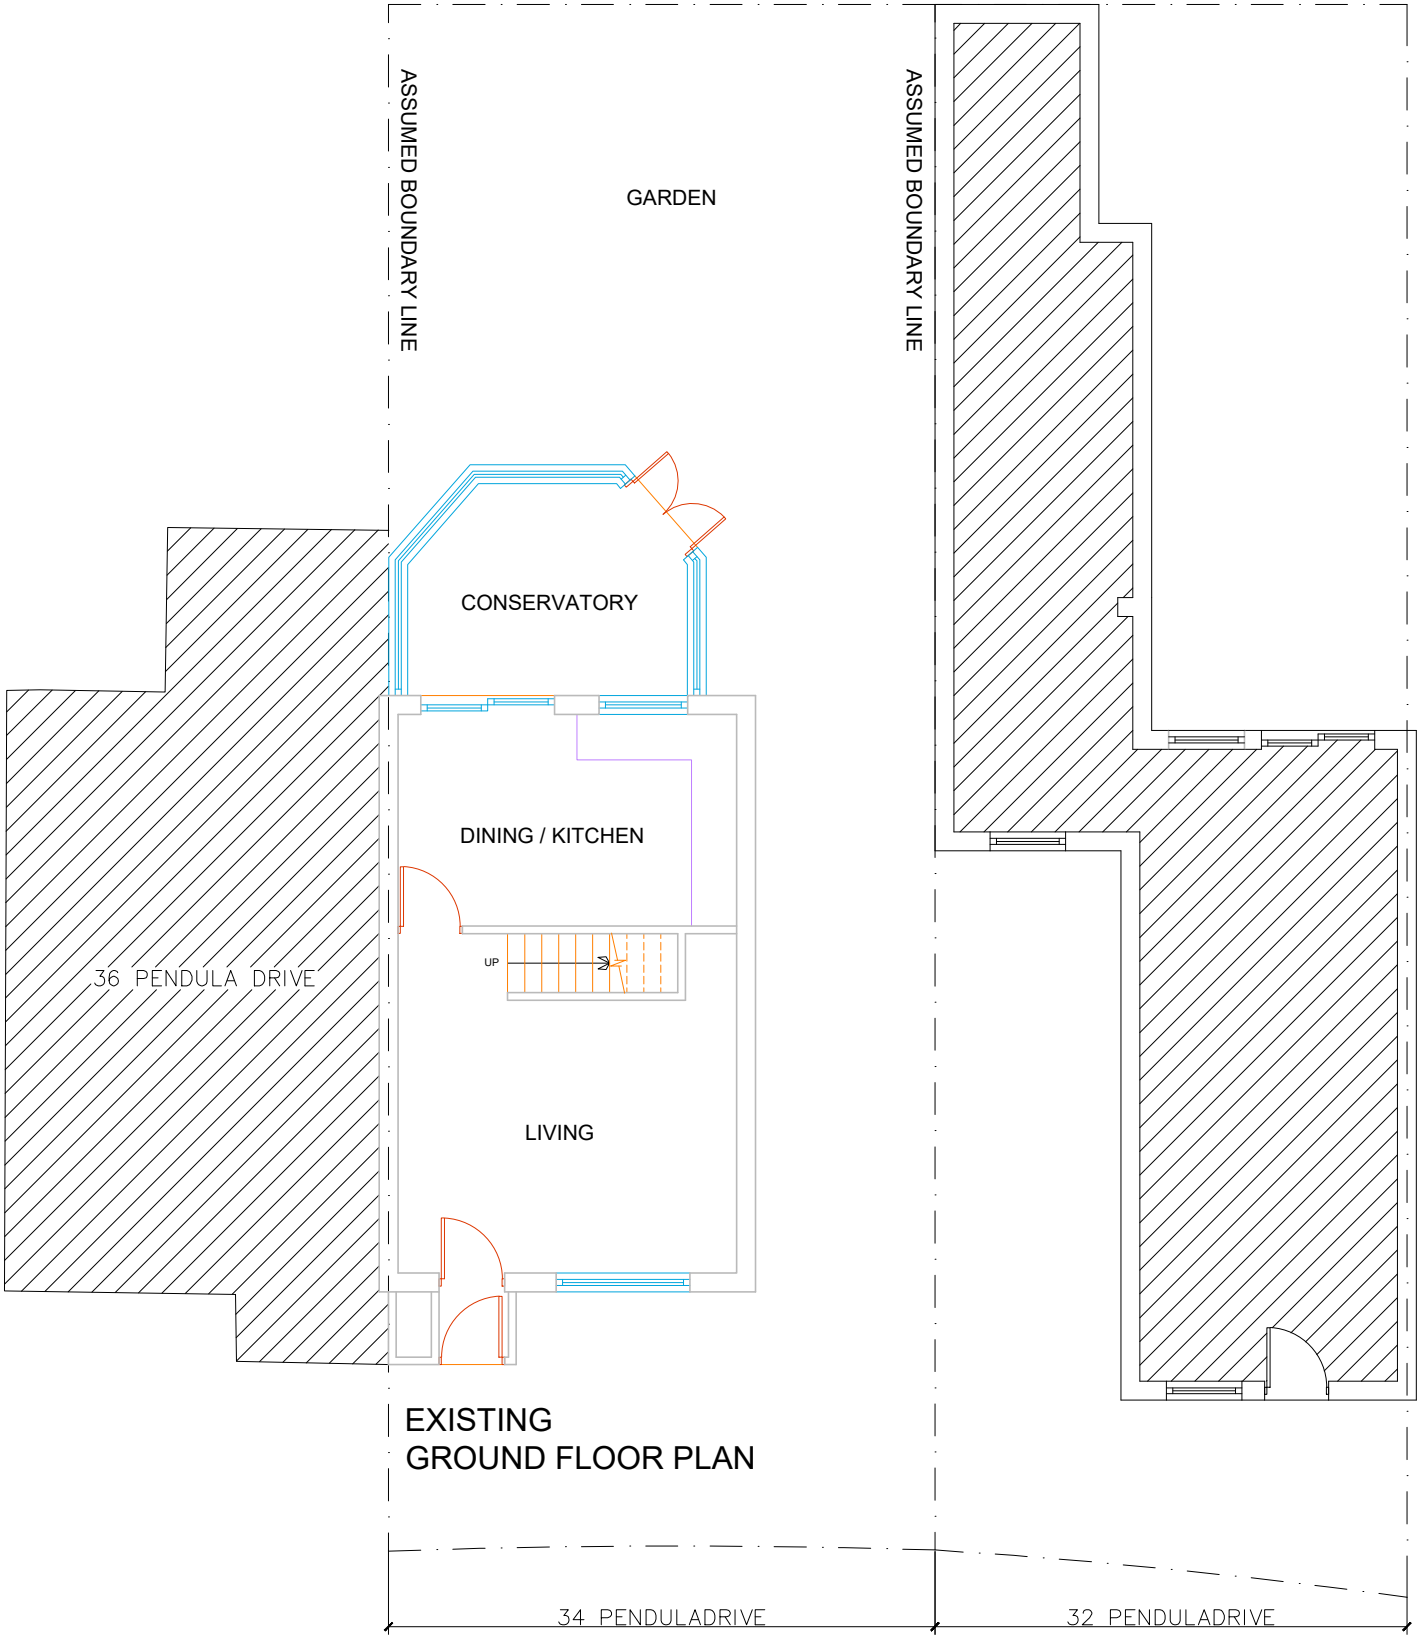 ASSUMED BOUNDARY LINE
ASSUMED BOUNDARY LINE
GARDEN
CONSERVATORY
DINING / KITCHEN
UP
36 PENDULA DRIVE
LIVING
EXISTING
GROUND FLOOR PLAN
34 PENDULADRIVE
32 PENDULADRIVE